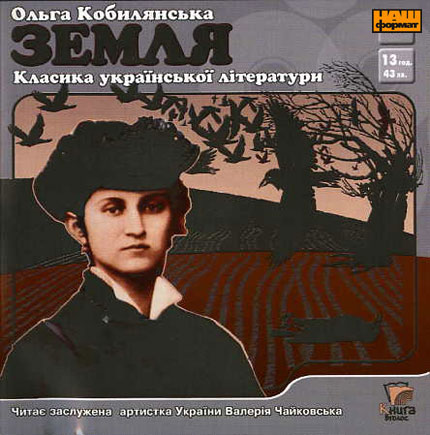 Ольга Кобилянська
НАШ
формат
ЗЕМЛЯ
13 год.
43 хв.
Класика української літератури
Читає заслужена артистка України Валерія Чайковська
Книга
вголос